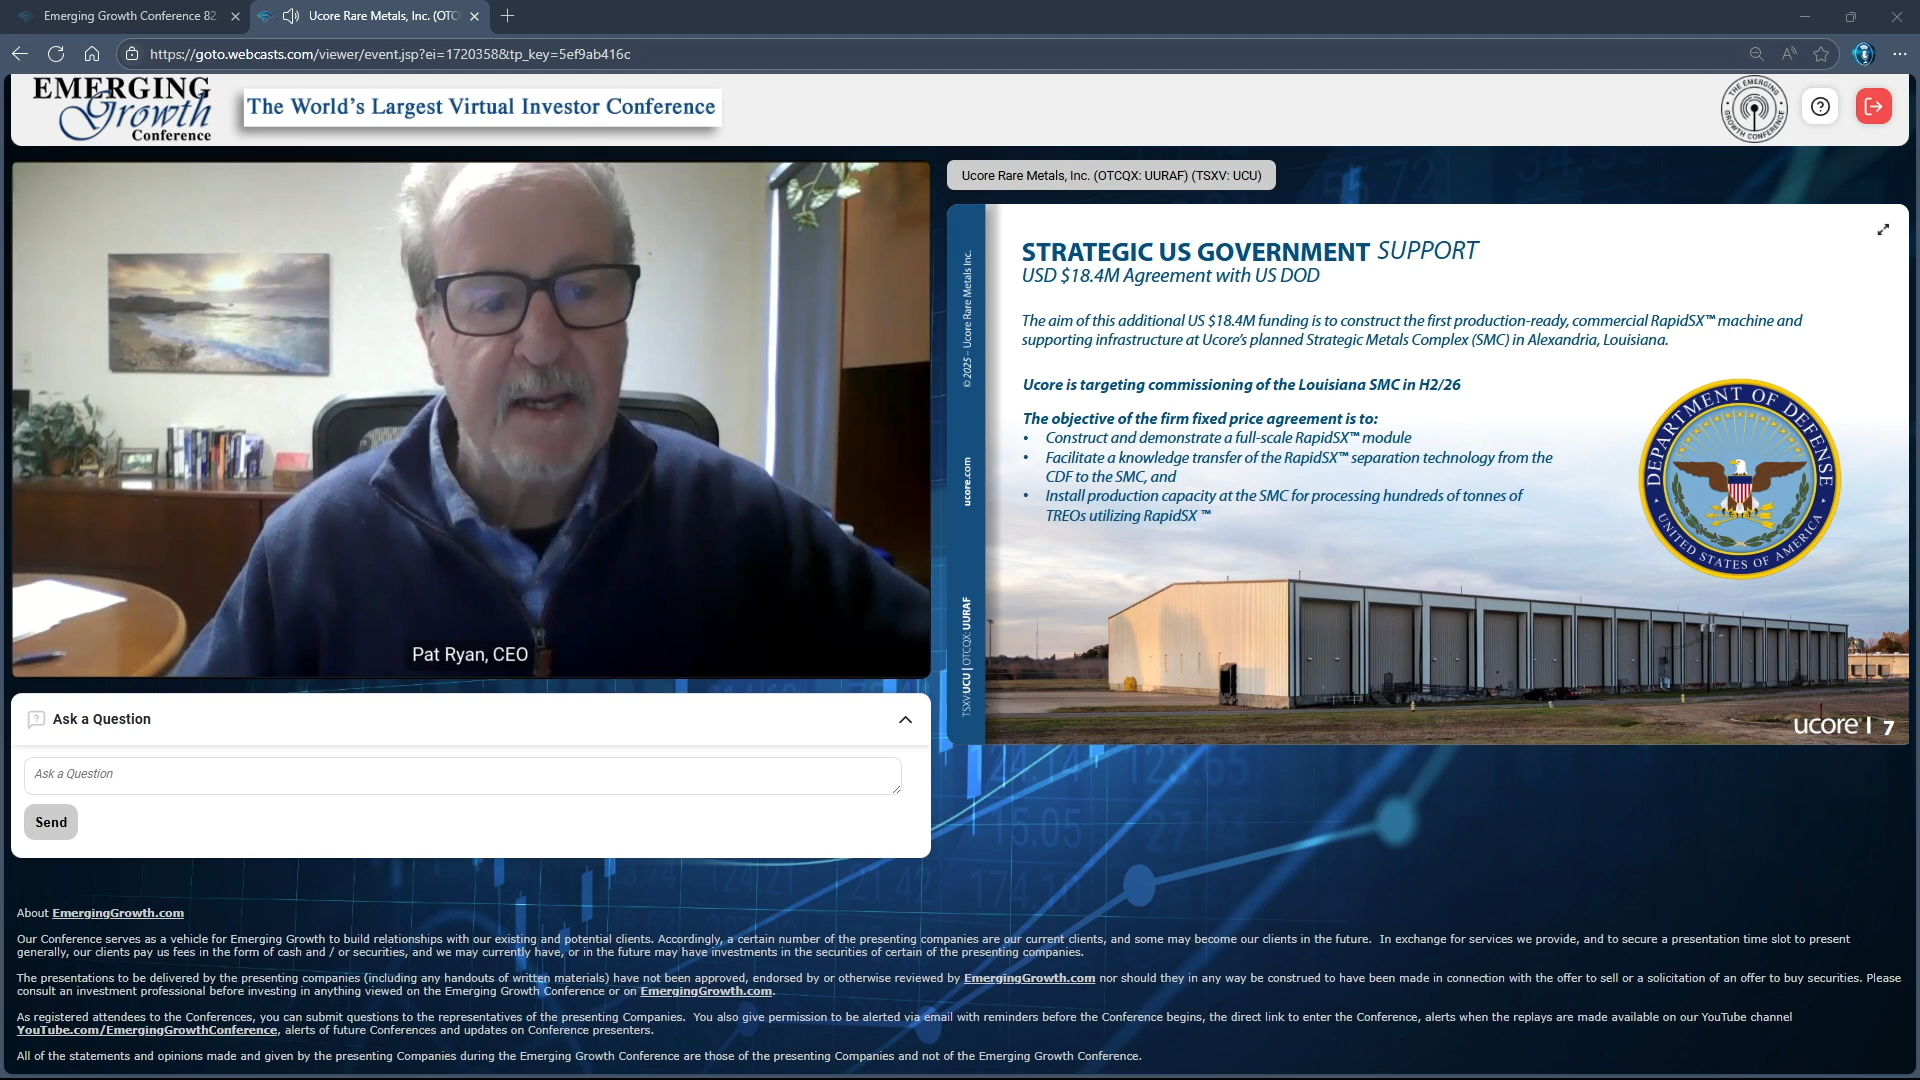 Emerging Growth Conference 82
Ucore Rare Metals, Inc. (OTC
https://goto.webcasts.com/viewer/event.jsp?ei=1720358&tp_key=5ef9ab416c
EMERGING
Growth
Conference
The World's Largest Virtual Investor Conference
THE EMERGING
GROWTH CONFERENCE
Pat Ryan, CEO
Ask a Question
Ask a Question
Send
Ucore Rare Metals, Inc. (OTCQX: UURAF) (TSXV: UCU)
© 2025 – Ucore Rare Metals Inc.
ucore.com
TSXV:UCU | OTCQX: UURAF
STRATEGIC US GOVERNMENT SUPPORT
USD $18.4M Agreement with US DOD
The aim of this additional US $18.4M funding is to construct the first production-ready, commercial RapidSX™ machine and
supporting infrastructure at Ucore's planned Strategic Metals Complex (SMC) in Alexandria, Louisiana.
Ucore is targeting commissioning of the Louisiana SMC in H2/26
The objective of the firm fixed price agreement is to:
• Construct and demonstrate a full-scale RapidSX™ module
• Facilitate a knowledge transfer of the RapidSX™ separation technology from the
CDF to the SMC, and
• Install production capacity at the SMC for processing hundreds of tonnes of
TREOs utilizing RapidSX ™
DEPARTMENT OF DEFENSE
UNITED STATES OF AMERICA
ucore | 7
About EmergingGrowth.com
Our Conference serves as a vehicle for Emerging Growth to build relationships with our existing and potential clients. Accordingly, a certain number of the presenting companies are our current clients, and some may become our clients in the future. In exchange for services we provide, and to secure a presentation time slot to present
generally, our clients pay us fees in the form of cash and / or securities, and we may currently have, or in the future may have investments in the securities of certain of the presenting companies.
The presentations to be delivered by the presenting companies (including any handouts of written materials) have not been approved, endorsed by or otherwise reviewed by EmergingGrowth.com nor should they in any way be construed to have been made in connection with the offer to sell or a solicitation of an offer to buy securities. Please
consult an investment professional before investing in anything viewed on the Emerging Growth Conference or on EmergingGrowth.com.
As registered attendees to the Conferences, you can submit questions to the representatives of the presenting Companies. You also give permission to be alerted via email with reminders before the Conference begins, the direct link to enter the Conference, alerts when the replays are made available on our YouTube channel
YouTube.com/EmergingGrowthConference, alerts of future Conferences and updates on Conference presenters.
All of the statements and opinions made and given by the presenting Companies during the Emerging Growth Conference are those of the presenting Companies and not of the Emerging Growth Conference.